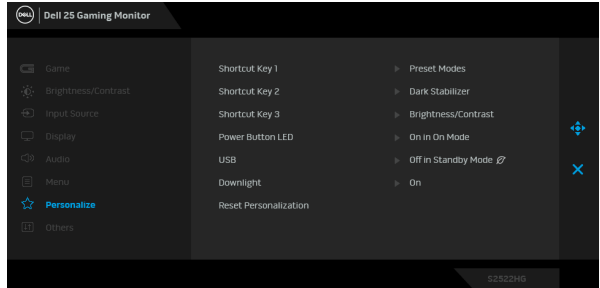 DELL Dell 25 Gaming Monitor
Game
Brightness/Contrast
Input Source
Display
Audio
Menu
Personalize
Others
Shortcut Key 1 Preset Modes
Shortcut Key 2 Dark Stabilizer
Shortcut Key 3 Brightness/Contrast
Power Button LED On in On Mode
USB Off in Standby Mode
Downlight On
Reset Personalization
S2522HG